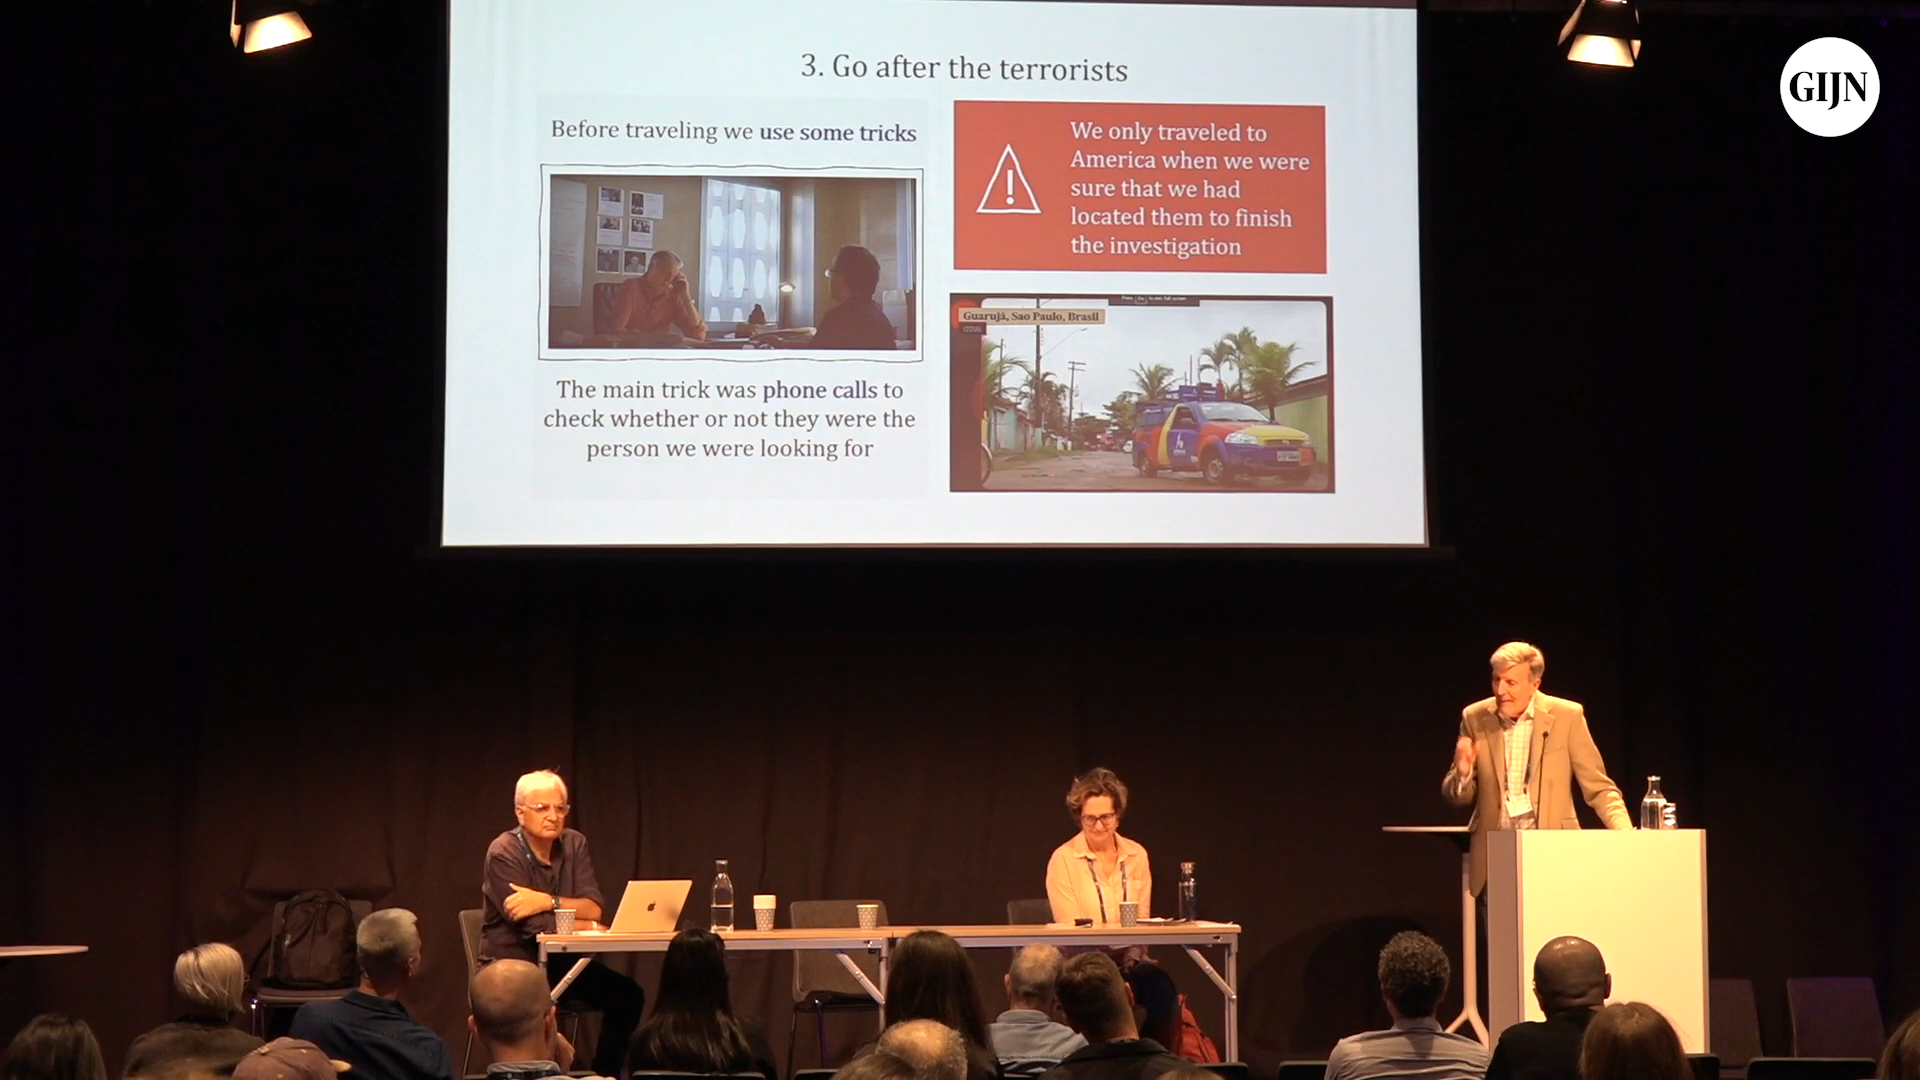 3. Go after the terrorists
Before traveling we use some tricks
The main trick was phone calls to
check whether or not they were the
person we were looking for
We only traveled to
America when we were
sure that we had
located them to finish
the investigation
Guarujá, Sao Paulo, Brasil
GIJN